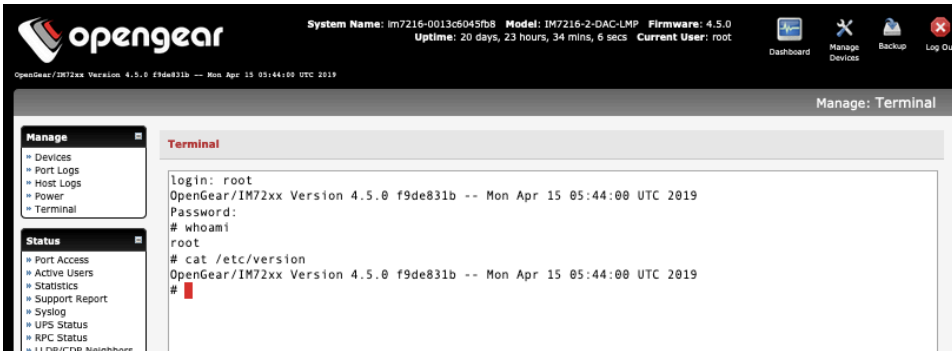 opengear
System Name: im7216-0013c6045fb8 Model: IM7216-2-DAC-LMP Firmware: 4.5.0
Uptime: 20 days, 23 hours, 34 mins, 6 secs Current User: root
Dashboard
Manage
Devices
Backup
Log Ou
OpenGear/IM72xx Version 4.5.0 f9de831b -- Mon Apr 15 05:44:00 UTC 2019
Manage: Terminal
Manage
» Devices
» Port Logs
» Host Logs
» Power
» Terminal
Status
» Port Access
» Active Users
» Statistics
» Support Report
» Syslog
» UPS Status
» RPC Status
» LLDP/CDP Neighbors
Terminal
login: root
OpenGear/IM72xx Version 4.5.0 f9de831b -- Mon Apr 15 05:44:00 UTC 2019
Password:
# whoami
root
# cat /etc/version
OpenGear/IM72xx Version 4.5.0 f9de831b -- Mon Apr 15 05:44:00 UTC 2019
#